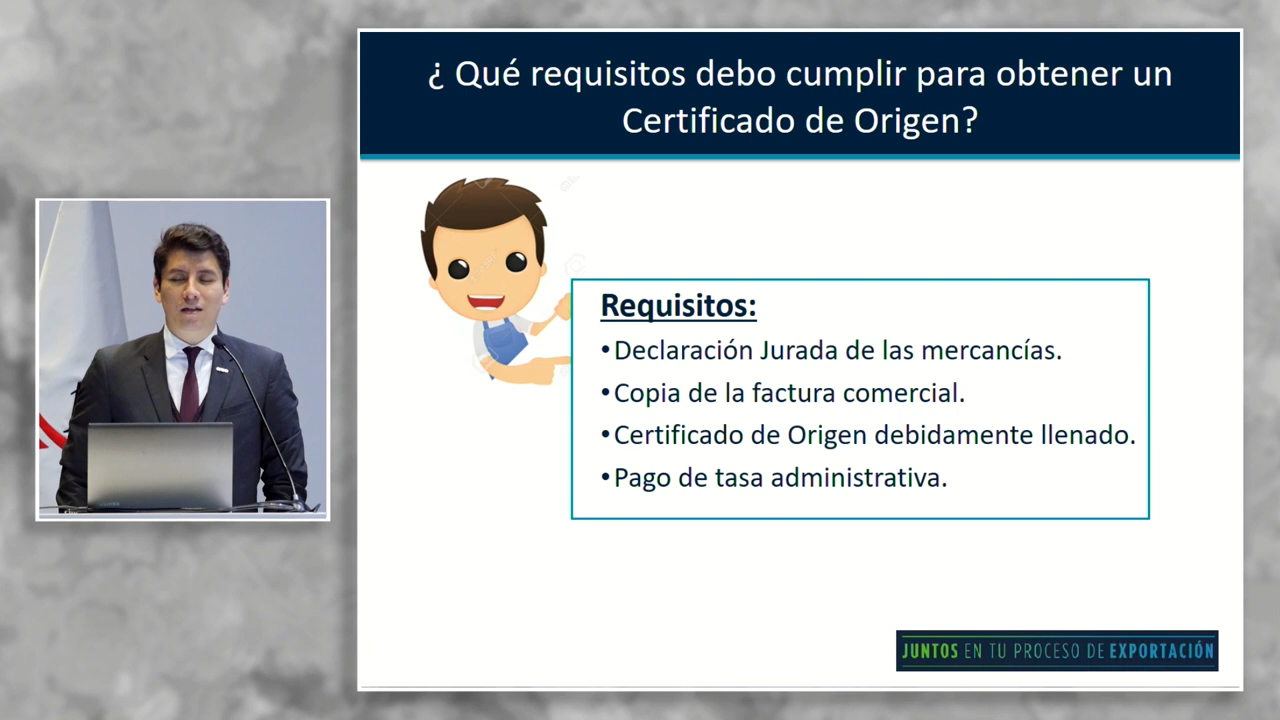 ¿ Qué requisitos debo cumplir para obtener un
Certificado de Origen?
Requisitos:
•Declaración Jurada de las mercancías.
•Copia de la factura comercial.
•Certificado de Origen debidamente llenado.
•Pago de tasa administrativa.
JUNTOS EN TU PROCESO DE EXPORTACIÓN